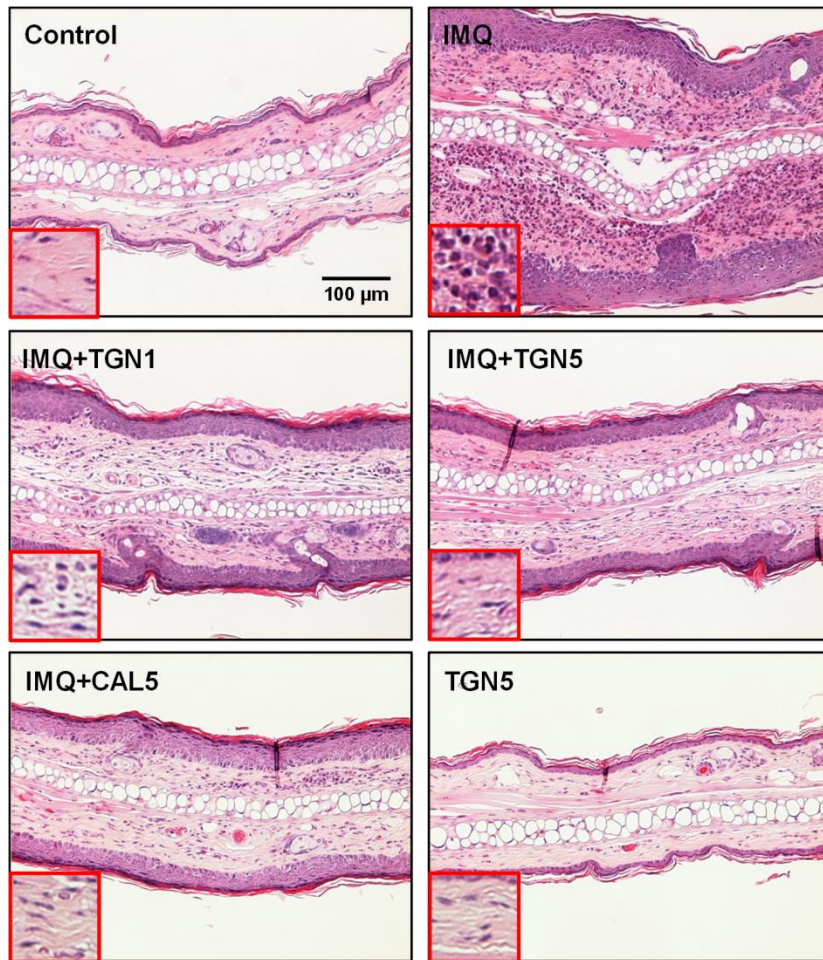 Control
IMQ
100 µm
IMQ+TGN1
IMQ+TGN5
IMQ+CAL5
TGN5